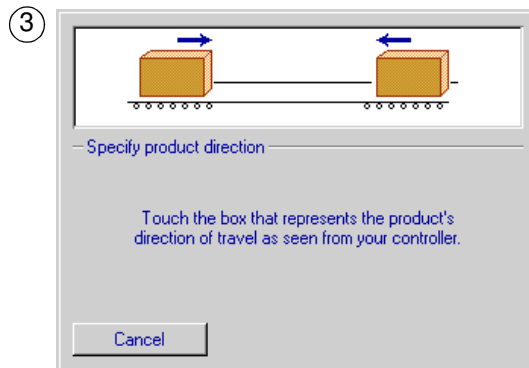 3
Specify product direction
Touch the box that represents the product's
direction of travel as seen from your controller.
Cancel